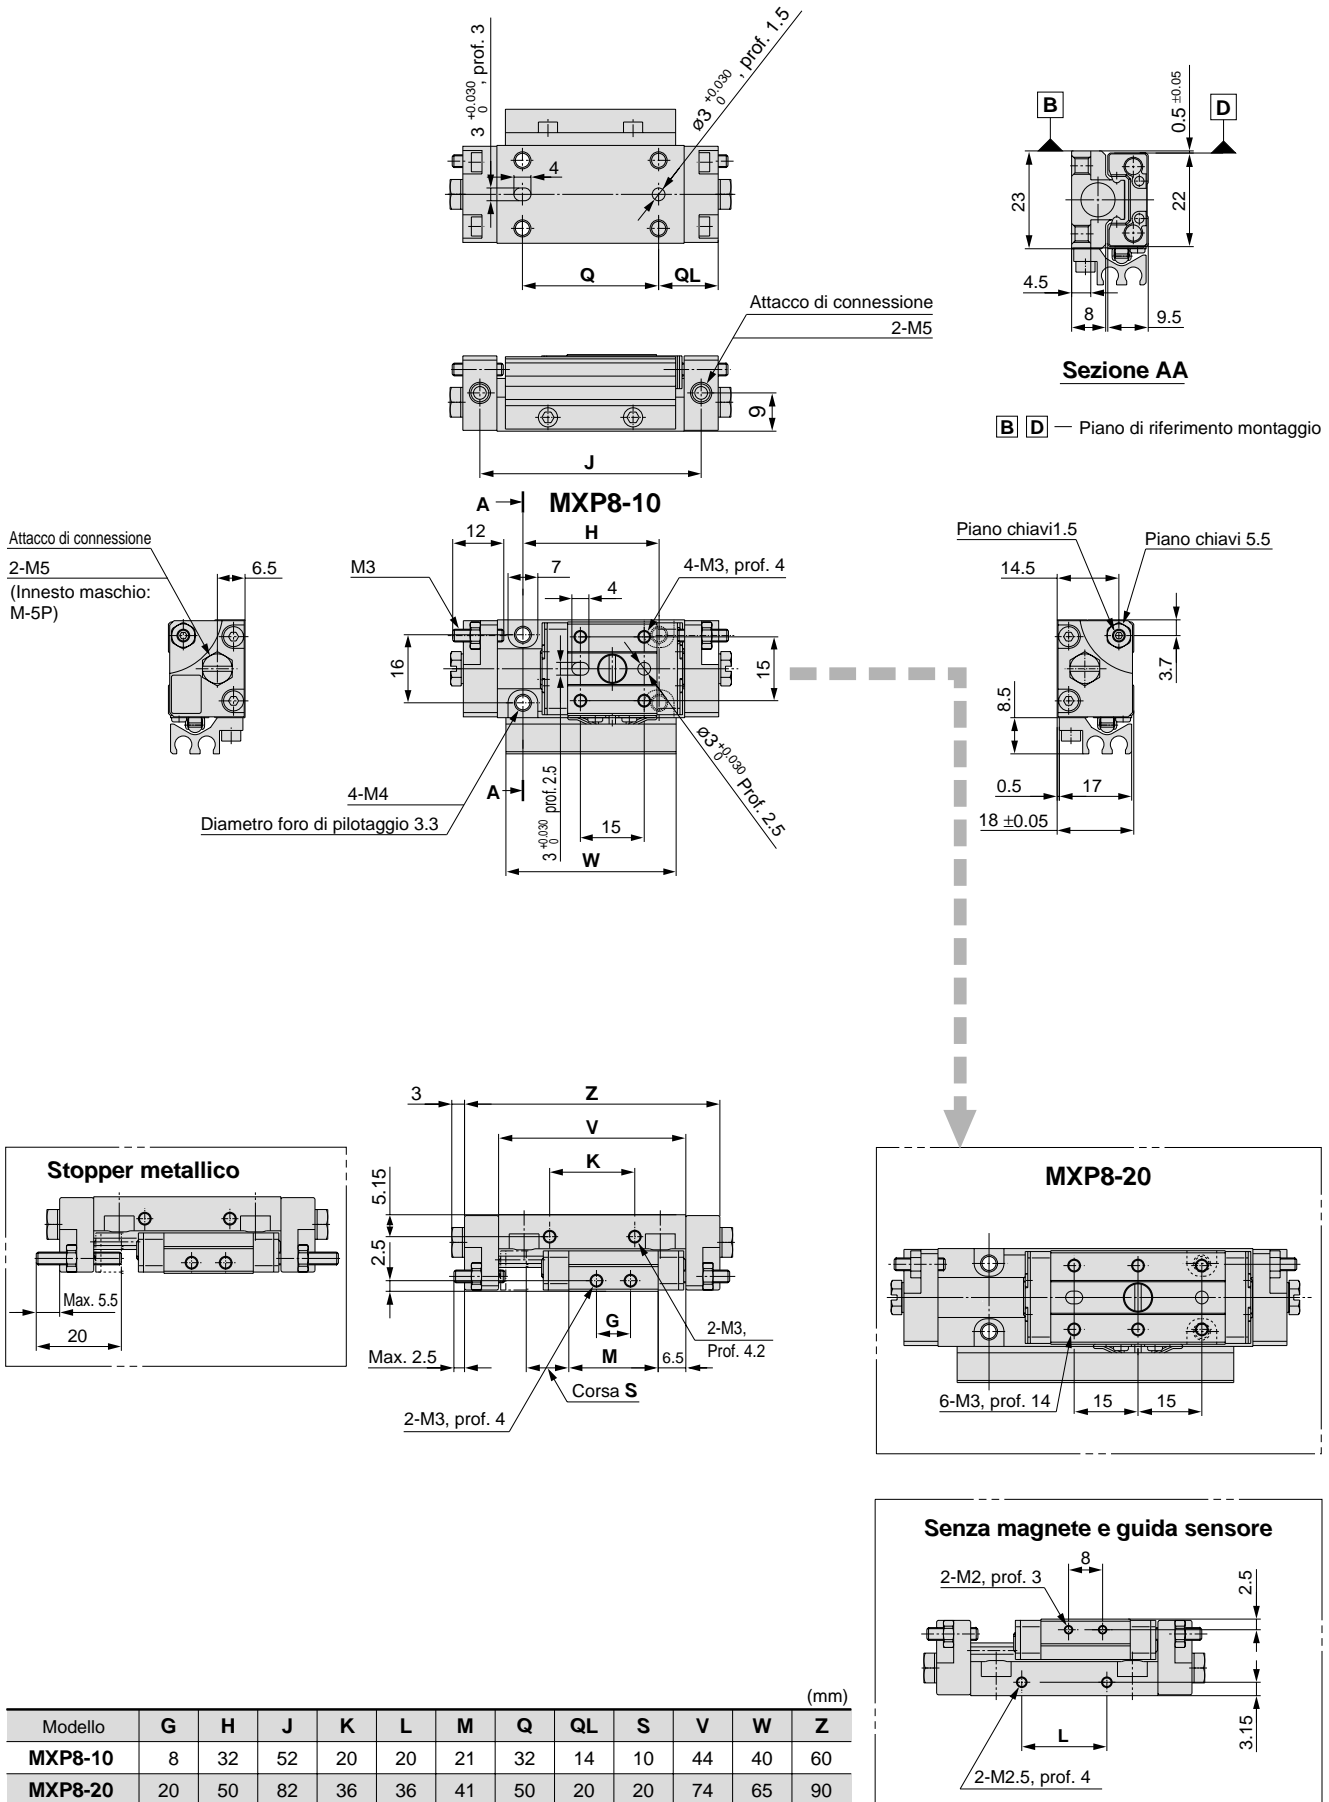 3 +0.030 0 , prof. 3
ø3 +0.030 0 , prof. 1.5
4
Q
QL
B
D
0.5 ±0.05
23
22
4.5
8
9.5
Sezione AA
B D — Piano di riferimento montaggio
Attacco di connessione
2-M5
9
J
MXP8-10
A
12
H
M3
7
4
4-M3, prof. 4
16
15
4-M4
Diametro foro di pilotaggio 3.3
A
3 +0.030 0 prof. 2.5
15
W
ø3 +0.030 0 Prof. 2.5
Attacco di connessione
2-M5
(Innesto maschio:
M-5P)
6.5
Piano chiavi1.5
Piano chiavi 5.5
14.5
3.7
8.5
0.5
17
18 ±0.05
Stopper metallico
Max. 5.5
20
3
Z
V
K
5.15
2.5
G
2-M3,
Prof. 4.2
Max. 2.5
M
6.5
Corsa S
2-M3, prof. 4
MXP8-20
6-M3, prof. 14
15
15
Senza magnete e guida sensore
8
2-M2, prof. 3
2.5
3.15
L
2-M2.5, prof. 4
(mm)
Modello G H J K L M Q QL S V W Z
MXP8-10 8 32 52 20 20 21 32 14 10 44 40 60
MXP8-20 20 50 82 36 36 41 50 20 20 74 65 90